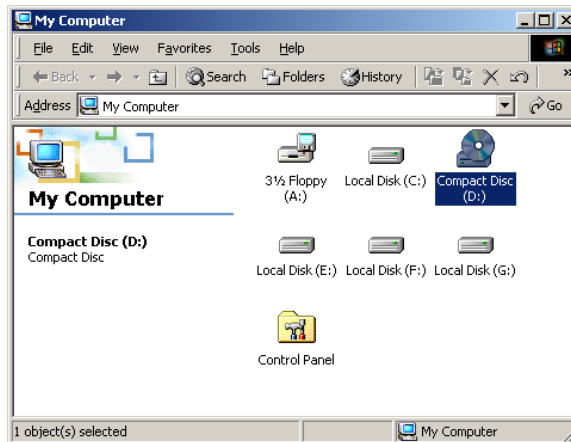 My Computer
File Edit View Favorites Tools Help
Back Search Folders History »
Address My Computer Go
My Computer
Compact Disc (D:)
Compact Disc
3½ Floppy
(A:)
Local Disk (C:)
Compact Disc
(D:)
Local Disk (E:)
Local Disk (F:)
Local Disk (G:)
Control Panel
1 object(s) selected
My Computer